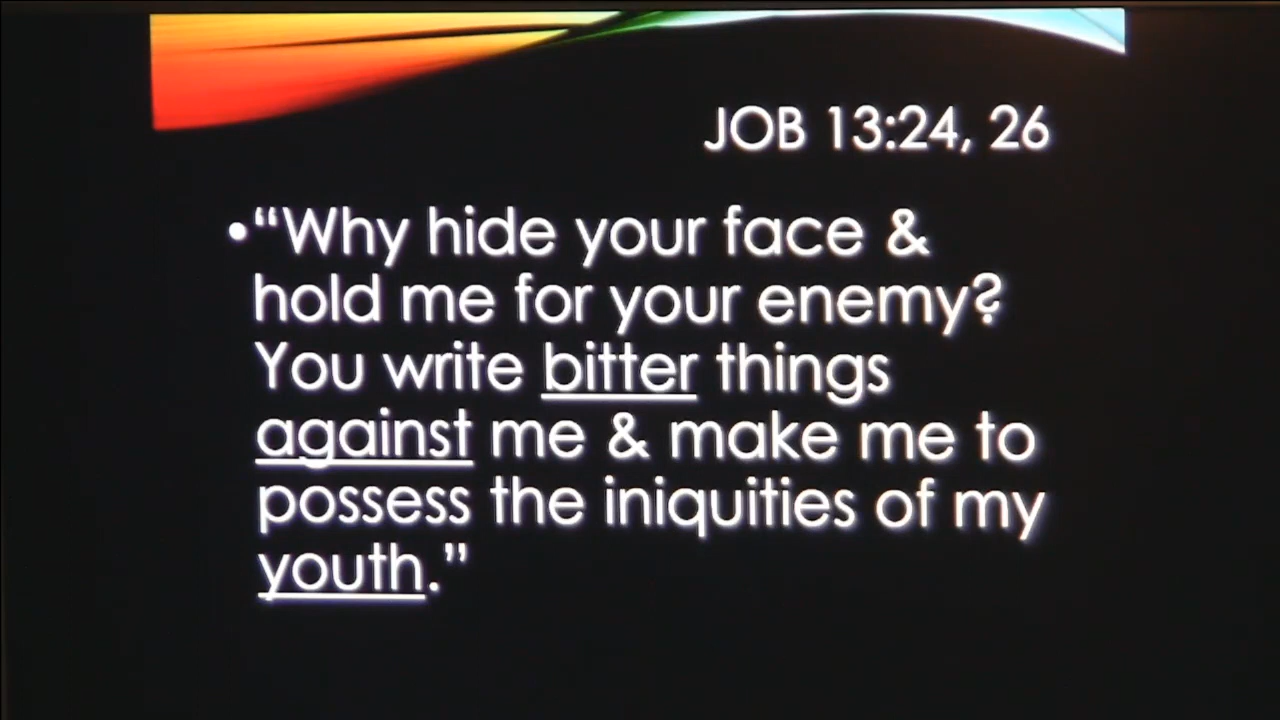 JOB 13:24, 26
•“Why hide your face &
hold me for your enemy?
You write bitter things
against me & make me to
possess the iniquities of my
youth.”